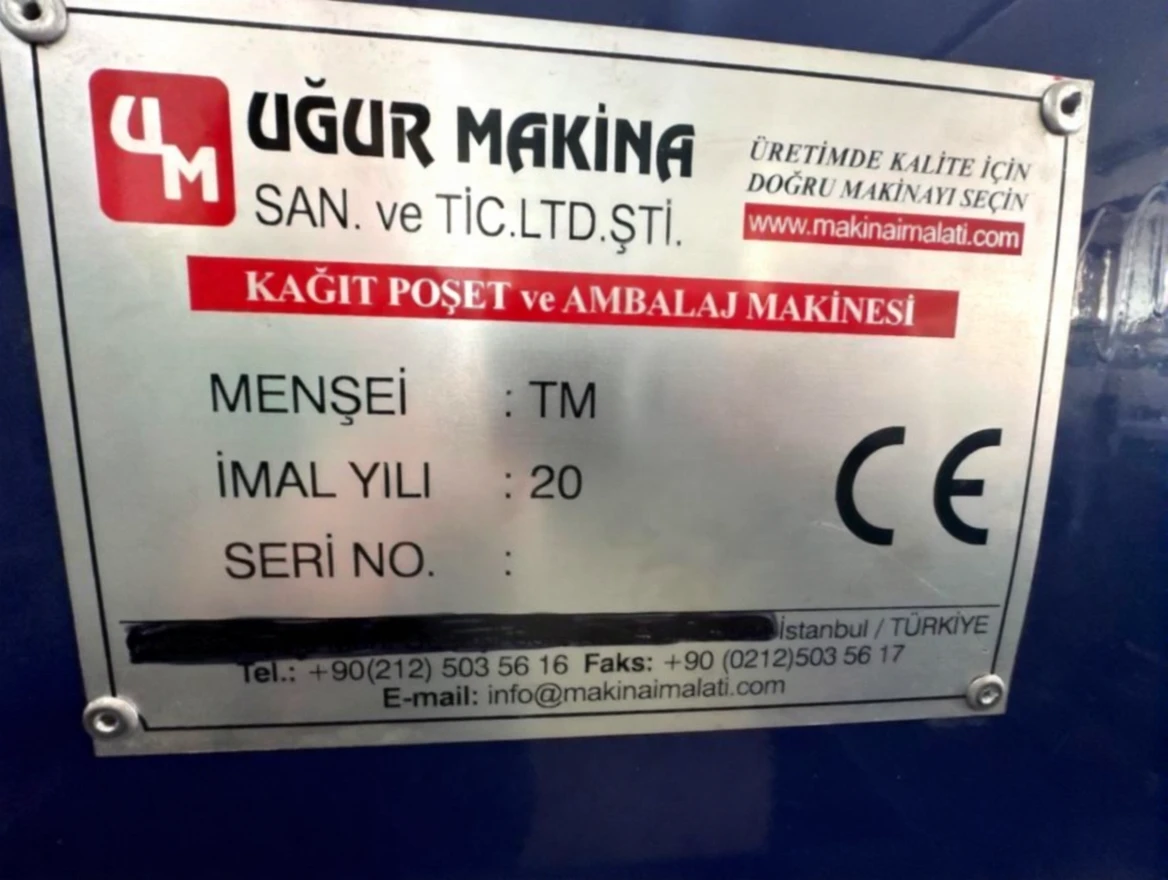 UM
UĞUR MAKİNA
SAN. ve TİC.LTD.ŞTİ.
ÜRETİMDE KALİTE İÇİN
DOĞRU MAKİNAYI SEÇİN
www.makinaimalati.com
KAĞIT POŞET ve AMBALAJ MAKİNESİ
MENŞEİ : TM
İMAL YILI : 20
SERİ NO. :
CE
İstanbul / TÜRKİYE
Tel.: +90(212) 503 56 16 Faks: +90 (0212)503 56 17
E-mail: info@makinaimalati.com